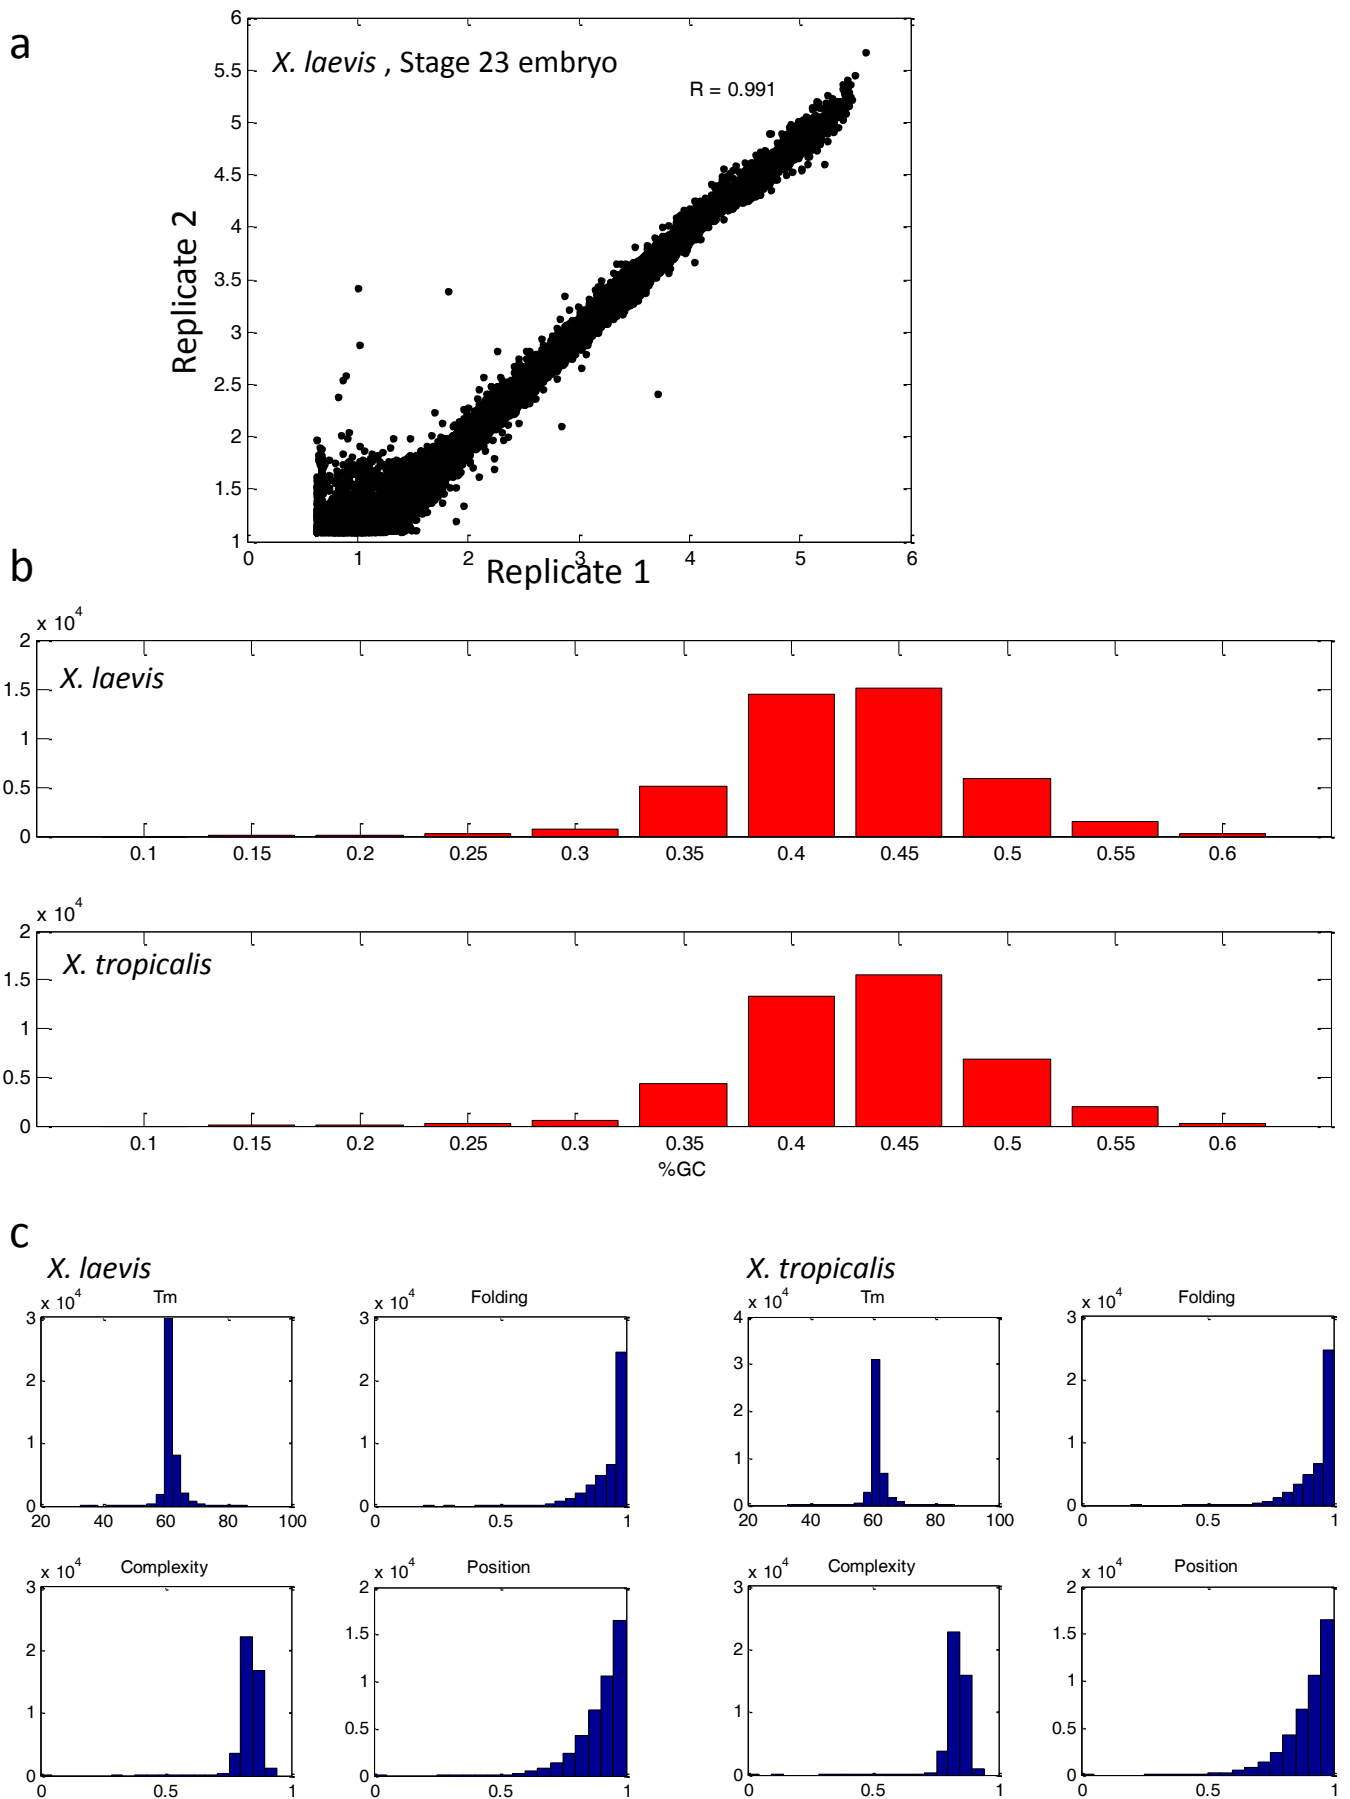 a
X. laevis , Stage 23 embryo
R = 0.991
6
5.5
5
4.5
4
3.5
3
2.5
2
1.5
1
Replicate 2
0 1 2 3 4 5 6
Replicate 1
b
x 10^4
X. laevis
2
1.5
1
0.5
0
0.1 0.15 0.2 0.25 0.3 0.35 0.4 0.45 0.5 0.55 0.6
x 10^4
X. tropicalis
2
1.5
1
0.5
0
0.1 0.15 0.2 0.25 0.3 0.35 0.4 0.45 0.5 0.55 0.6
%GC
c
X. laevis
x 10^4
Tm
3
2
1
0
20 40 60 80 100
x 10^4
Folding
3
2
1
0
0 0.5 1
x 10^4
Complexity
3
2
1
0
0.5 1
x 10^4
Position
2
1.5
1
0.5
0
0 0.5 1
X. tropicalis
x 10^4
Tm
4
3
2
1
0
20 40 60 80 100
x 10^4
Folding
3
2
1
0
0 0.5 1
x 10^4
Complexity
3
2
1
0
0 0.5 1
x 10^4
Position
2
1.5
1
0.5
0
0 0.5 1